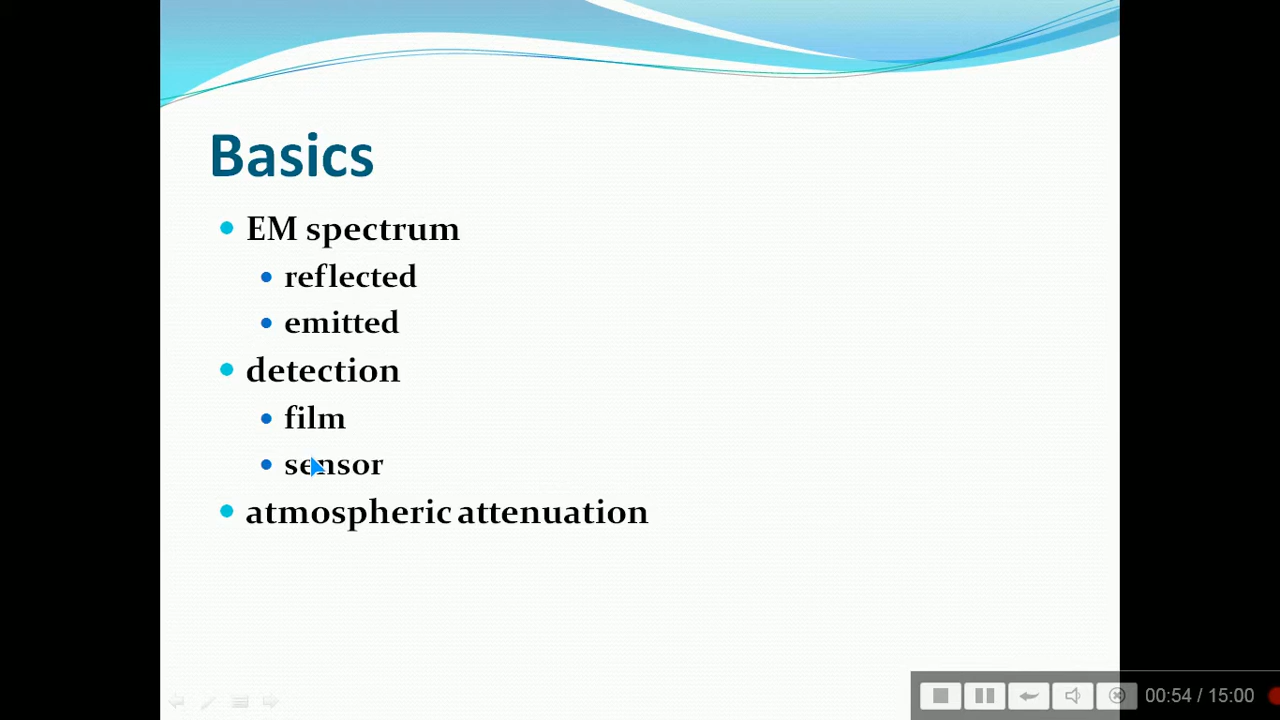 Basics
EM spectrum
reflected
emitted
detection
film
sensor
atmospheric attenuation
00:54 / 15:00